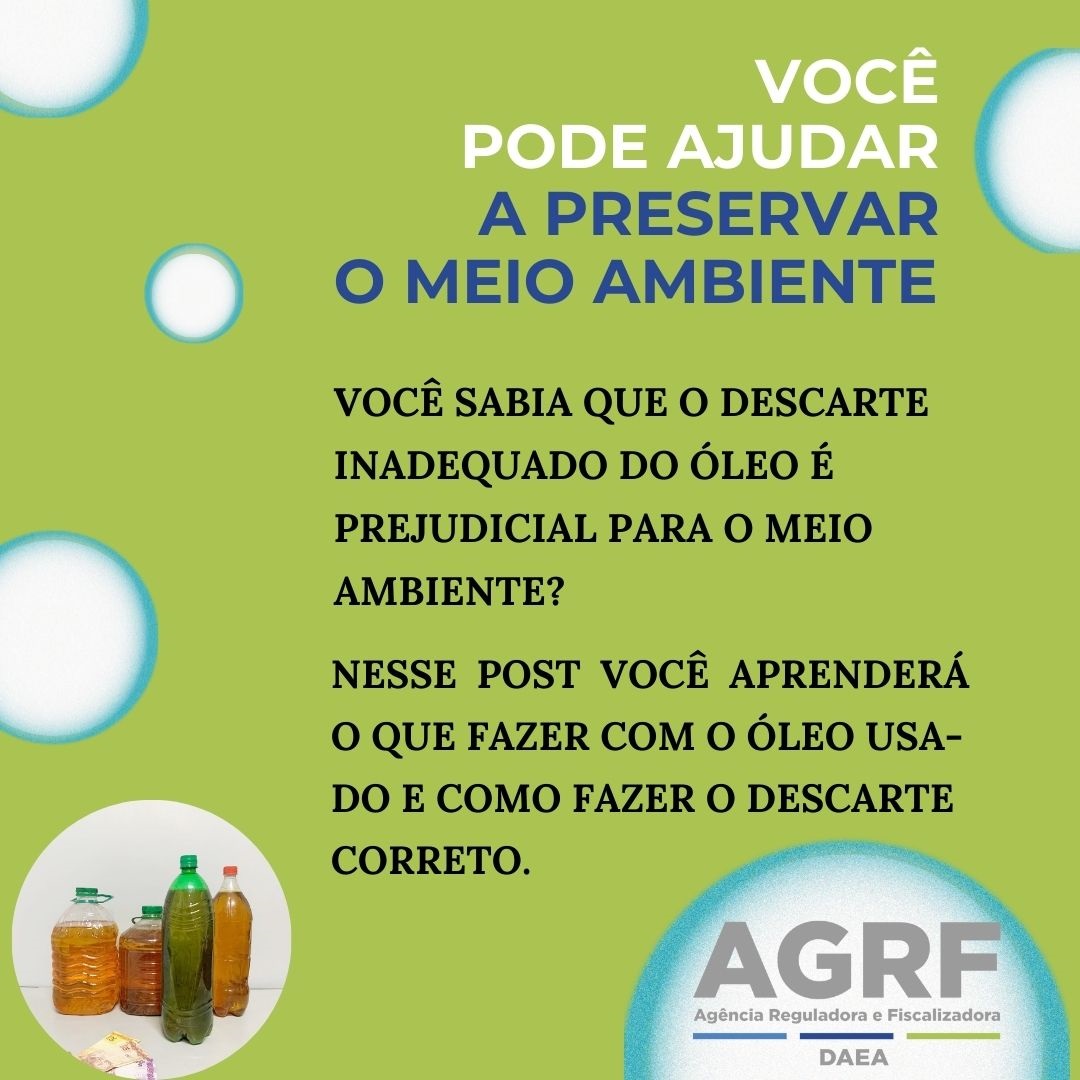 VOCÊ
PODE AJUDAR
A PRESERVAR
O MEIO AMBIENTE
VOCÊ SABIA QUE O DESCARTE
INADEQUADO DO ÓLEO É
PREJUDICIAL PARA O MEIO
AMBIENTE?
NESSE POST VOCÊ APRENDERÁ
O QUE FAZER COM O ÓLEO USA-
DO E COMO FAZER O DESCARTE
CORRETO.
AGRF
Agência Reguladora e Fiscalizadora
DAEA